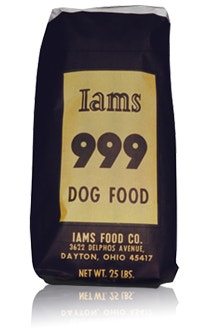 Iams
999
DOG FOOD
IAMS FOOD CO.
3622 DELPHOS AVENUE,
DAYTON, OHIO 45417
NET WT. 25 LBS.